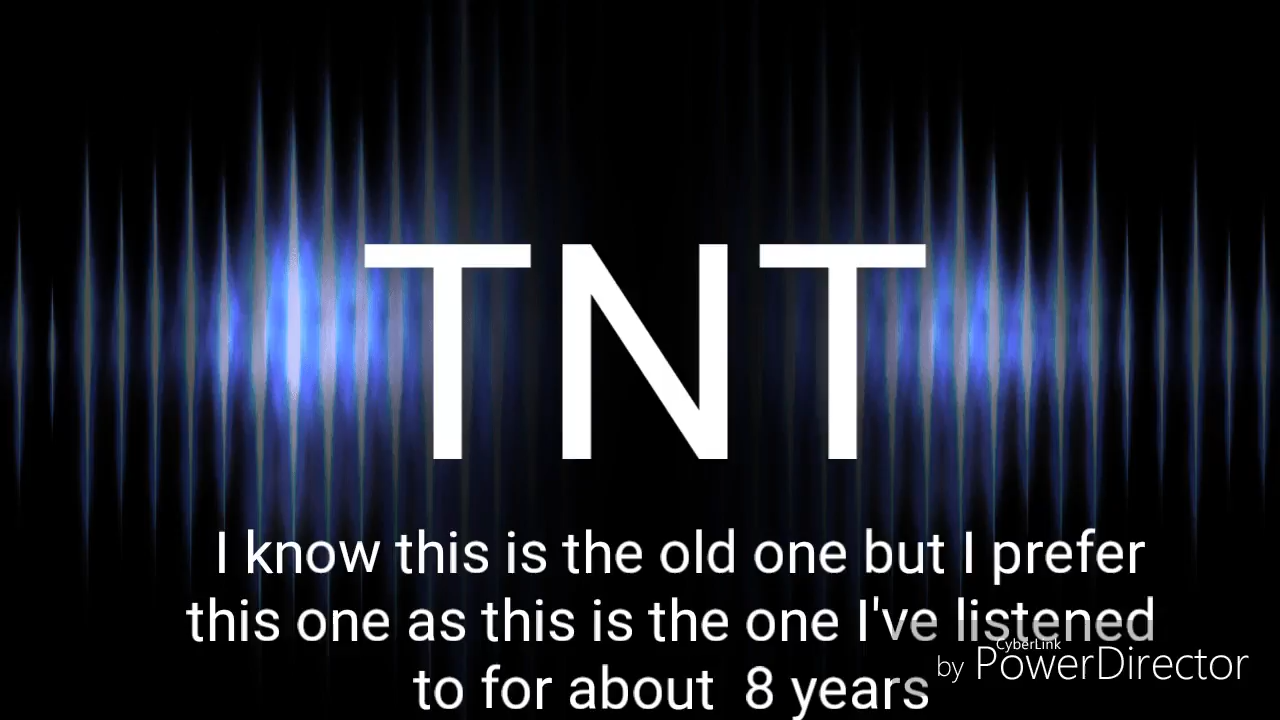 TNT
I know this is the old one but I prefer
this one as this is the one I've listened
to for about  8 years
CyberLink
by PowerDirector